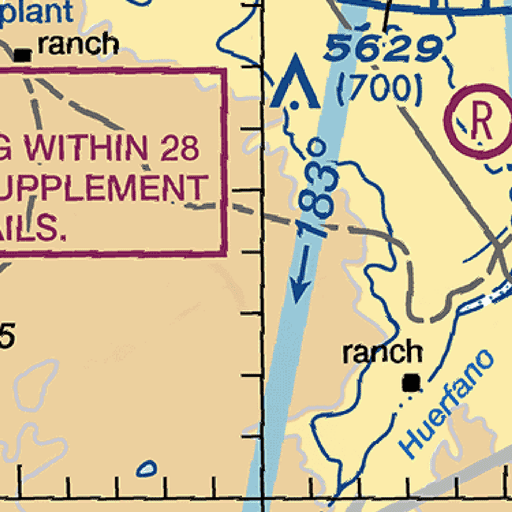 plant
ranch
5629
(700)
R
G WITHIN 28
UPPLEMENT
AILS.
183°
5
ranch
Huerfano